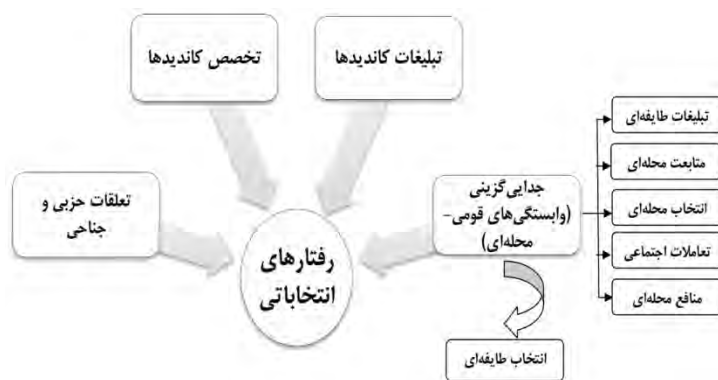 تبلیغات کاندیدها
تخصص کاندیدها
تبلیغات طایفه‌ای
متابعت محله‌ای
انتخاب محله‌ای
تعاملات اجتماعی
منافع محله‌ای
جدایی‌گزینی
(وابستگی‌های قومی-
محله‌ای)
تعلقات حزبی و
جناحی
رفتارهای
انتخاباتی
انتخاب طایفه‌ای